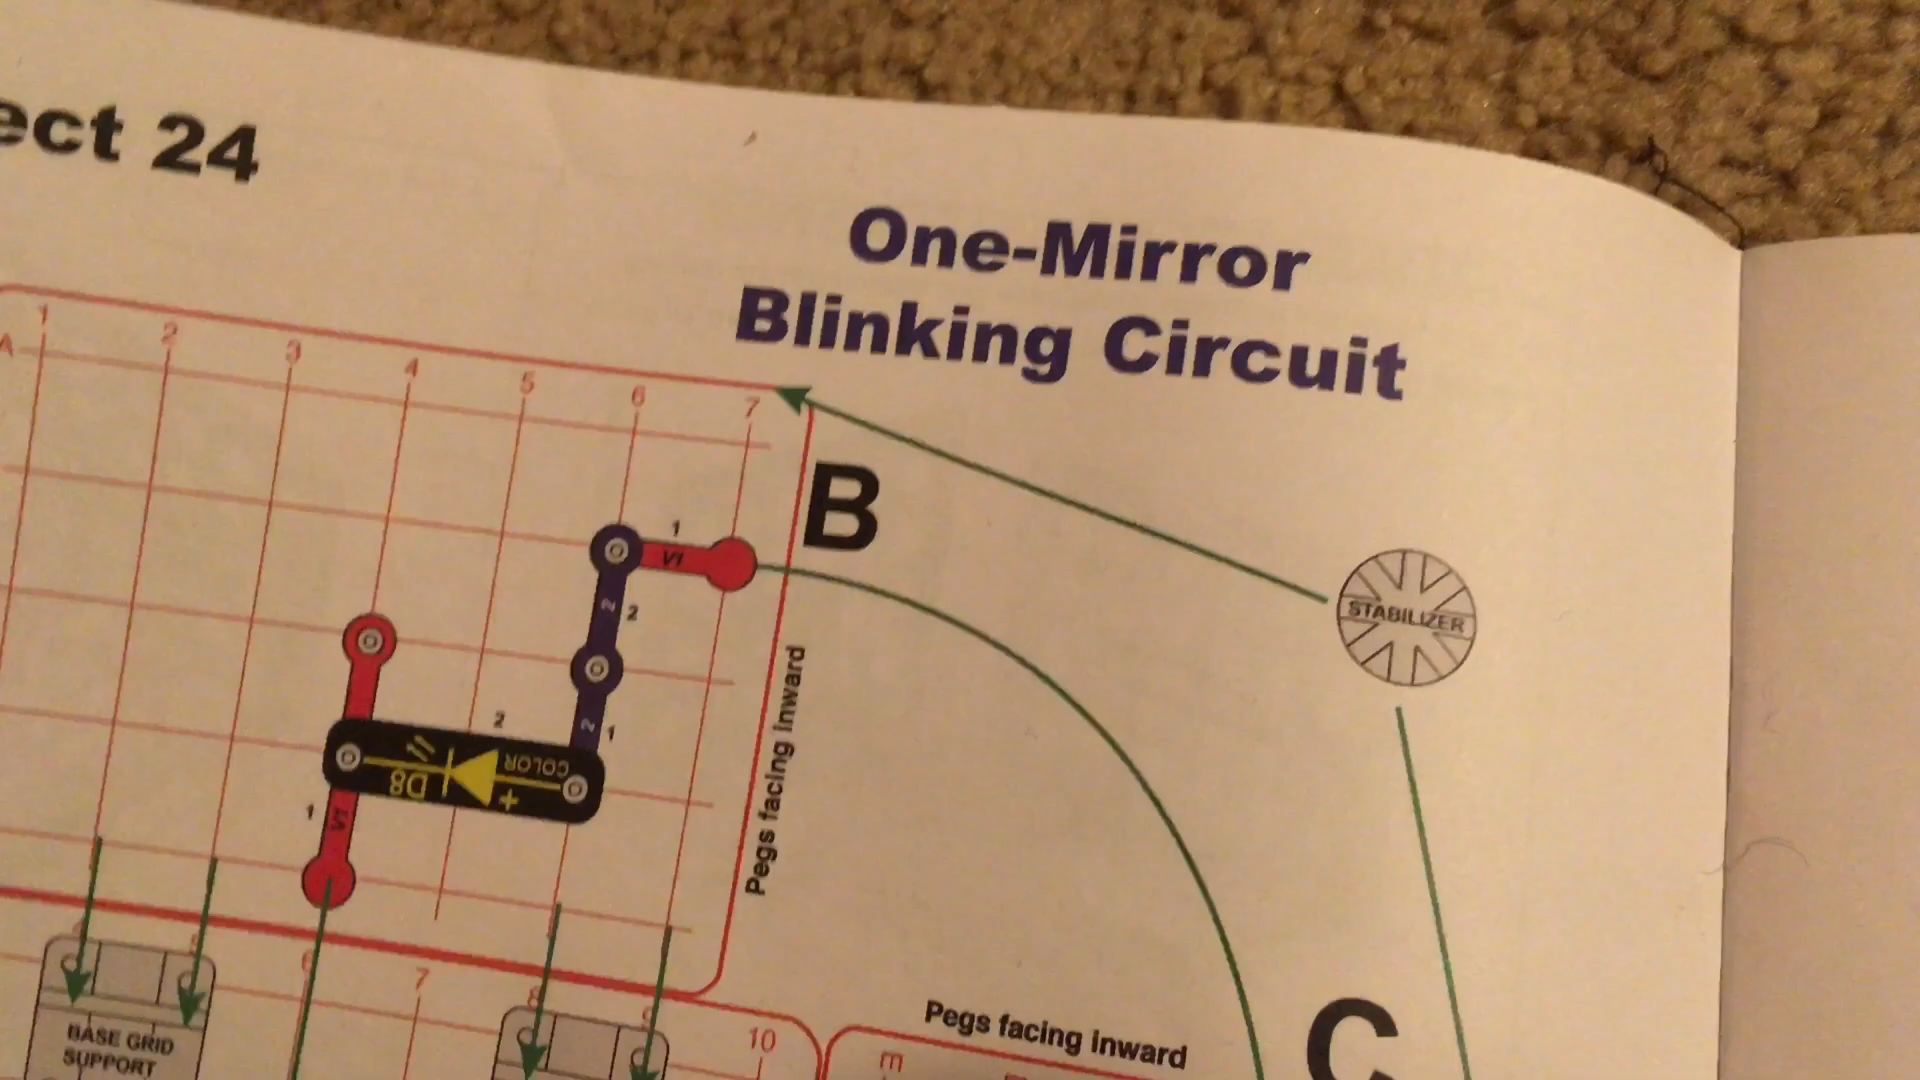 ect 24
One-Mirror
Blinking Circuit
1 2 3 4 5 6 7
A
B
1
V1
2
2
STABILIZER
2
2
1
COLOR
D8
+
1
V1
Pegs facing inward
6 7 8 9 10
BASE GRID
SUPPORT
Pegs facing inward
E
C